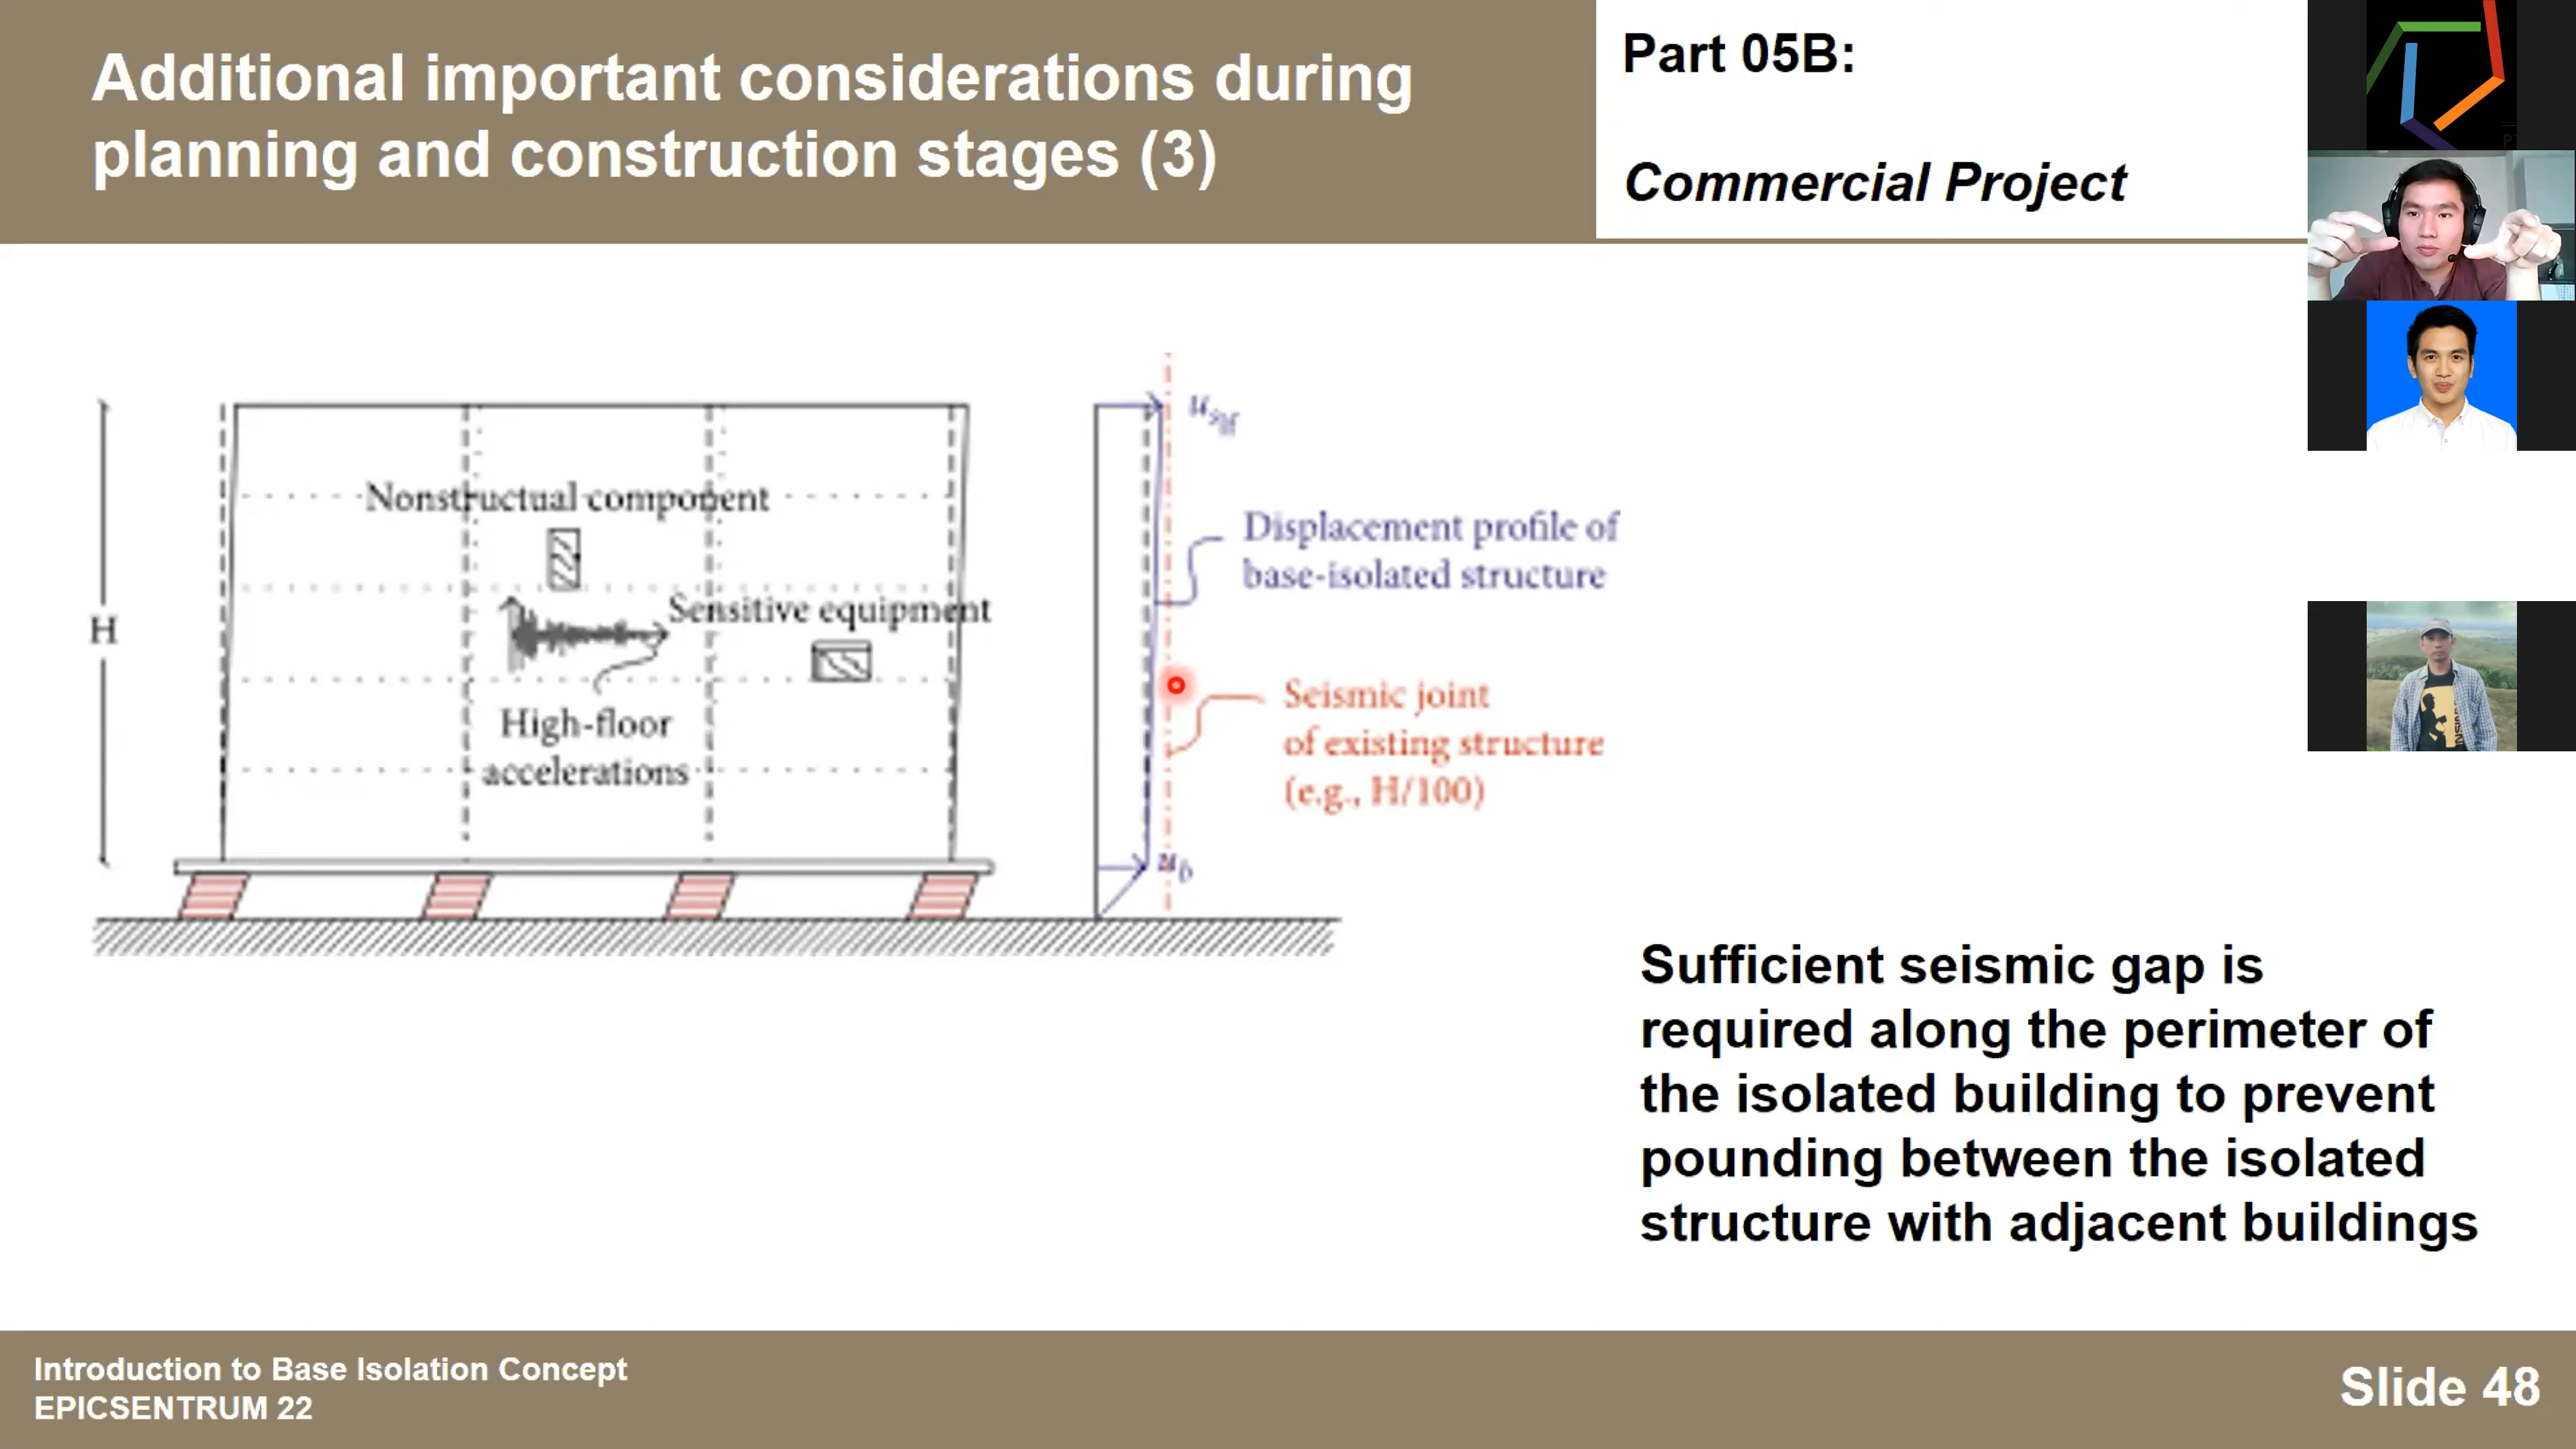 Additional important considerations during
planning and construction stages (3)
Part 05B:
Commercial Project
H
Nonstructual component
Sensitive equipment
High-floor
accelerations
Displacement profile of
base-isolated structure
Seismic joint
of existing structure
(e.g., H/100)
u_b
Sufficient seismic gap is
required along the perimeter of
the isolated building to prevent
pounding between the isolated
structure with adjacent buildings
Introduction to Base Isolation Concept
EPICSENTRUM 22
Slide 48